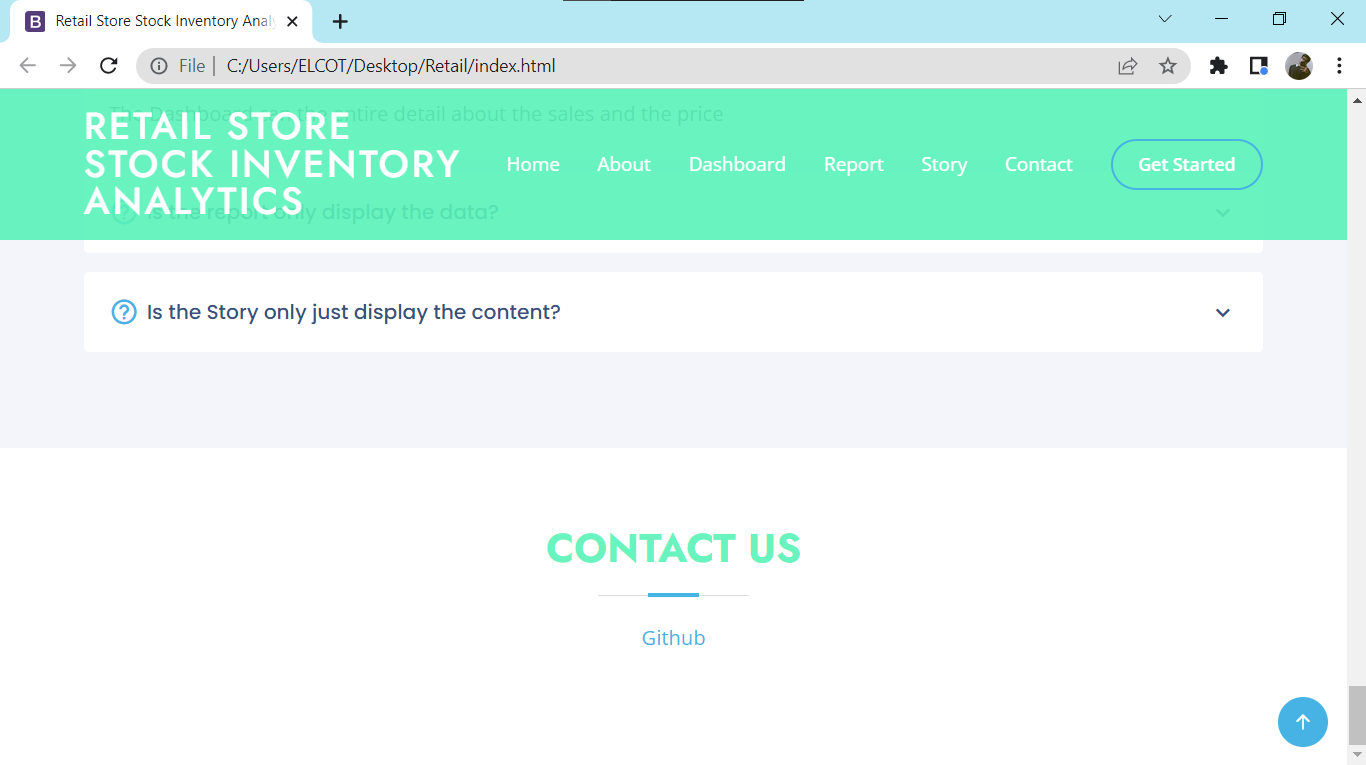 B Retail Store Stock Inventory Analy
File C:/Users/ELCOT/Desktop/Retail/index.html
The Dashboard can the entire detail about the sales and the price
RETAIL STORE
STOCK INVENTORY
ANALYTICS
Home About Dashboard Report Story Contact Get Started
Is the report only display the data?
Is the Story only just display the content?
CONTACT US
Github